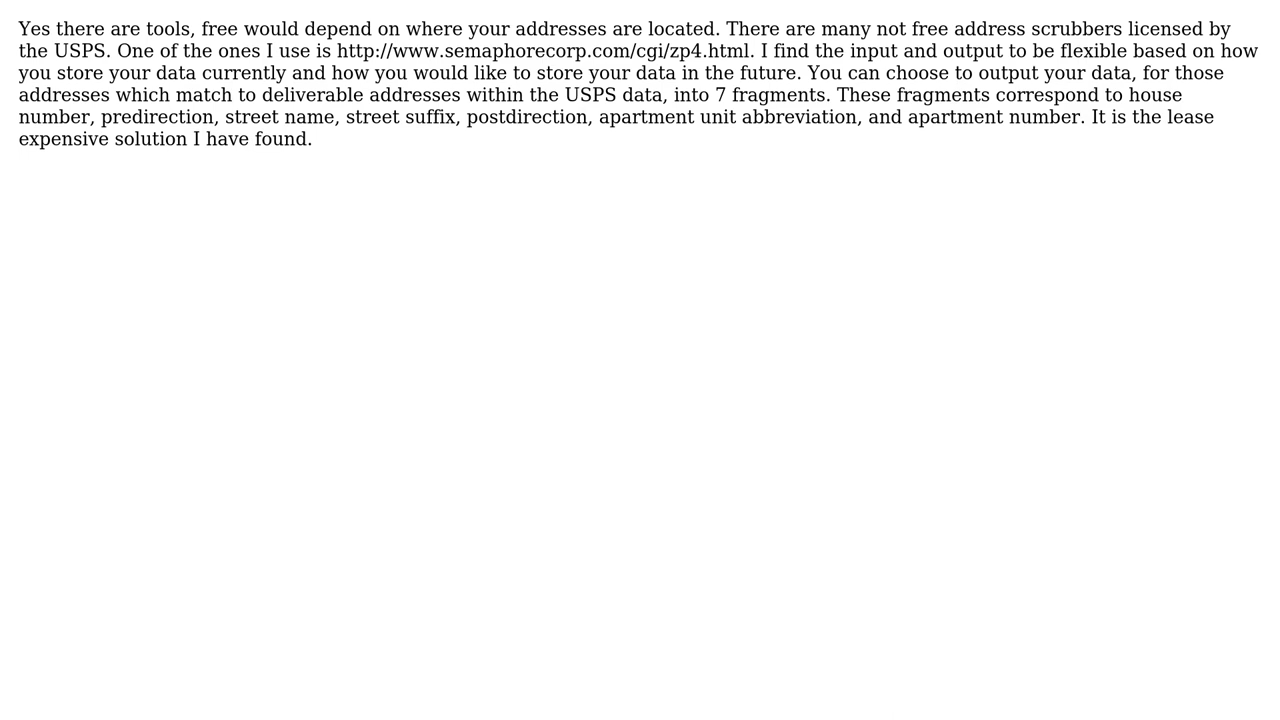 Yes there are tools, free would depend on where your addresses are located. There are many not free address scrubbers licensed by
the USPS. One of the ones I use is http://www.semaphorecorp.com/cgi/zp4.html. I find the input and output to be flexible based on how
you store your data currently and how you would like to store your data in the future. You can choose to output your data, for those
addresses which match to deliverable addresses within the USPS data, into 7 fragments. These fragments correspond to house
number, predirection, street name, street suffix, postdirection, apartment unit abbreviation, and apartment number. It is the lease
expensive solution I have found.